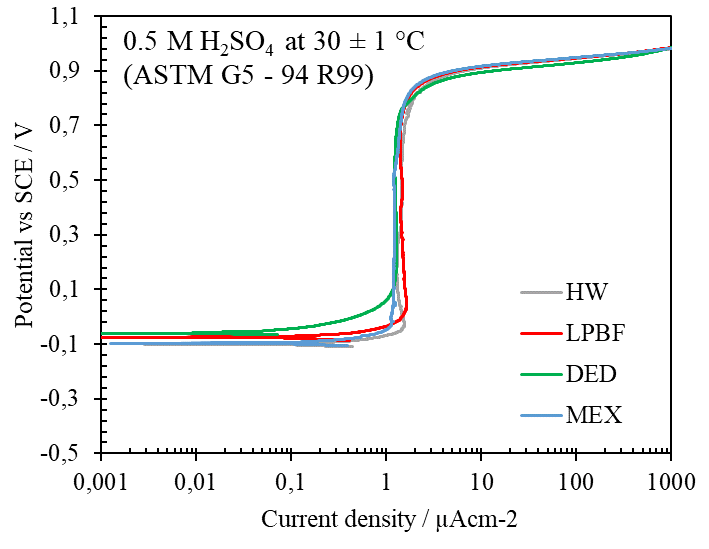 0.5 M H₂SO₄ at 30 ± 1 °C
(ASTM G5 - 94 R99)
Potential vs SCE / V
1,1
0,9
0,7
0,5
0,3
0,1
-0,1
-0,3
-0,5
HW
LPBF
DED
MEX
0,001 0,01 0,1 1 10 100 1000
Current density / µAcm-2